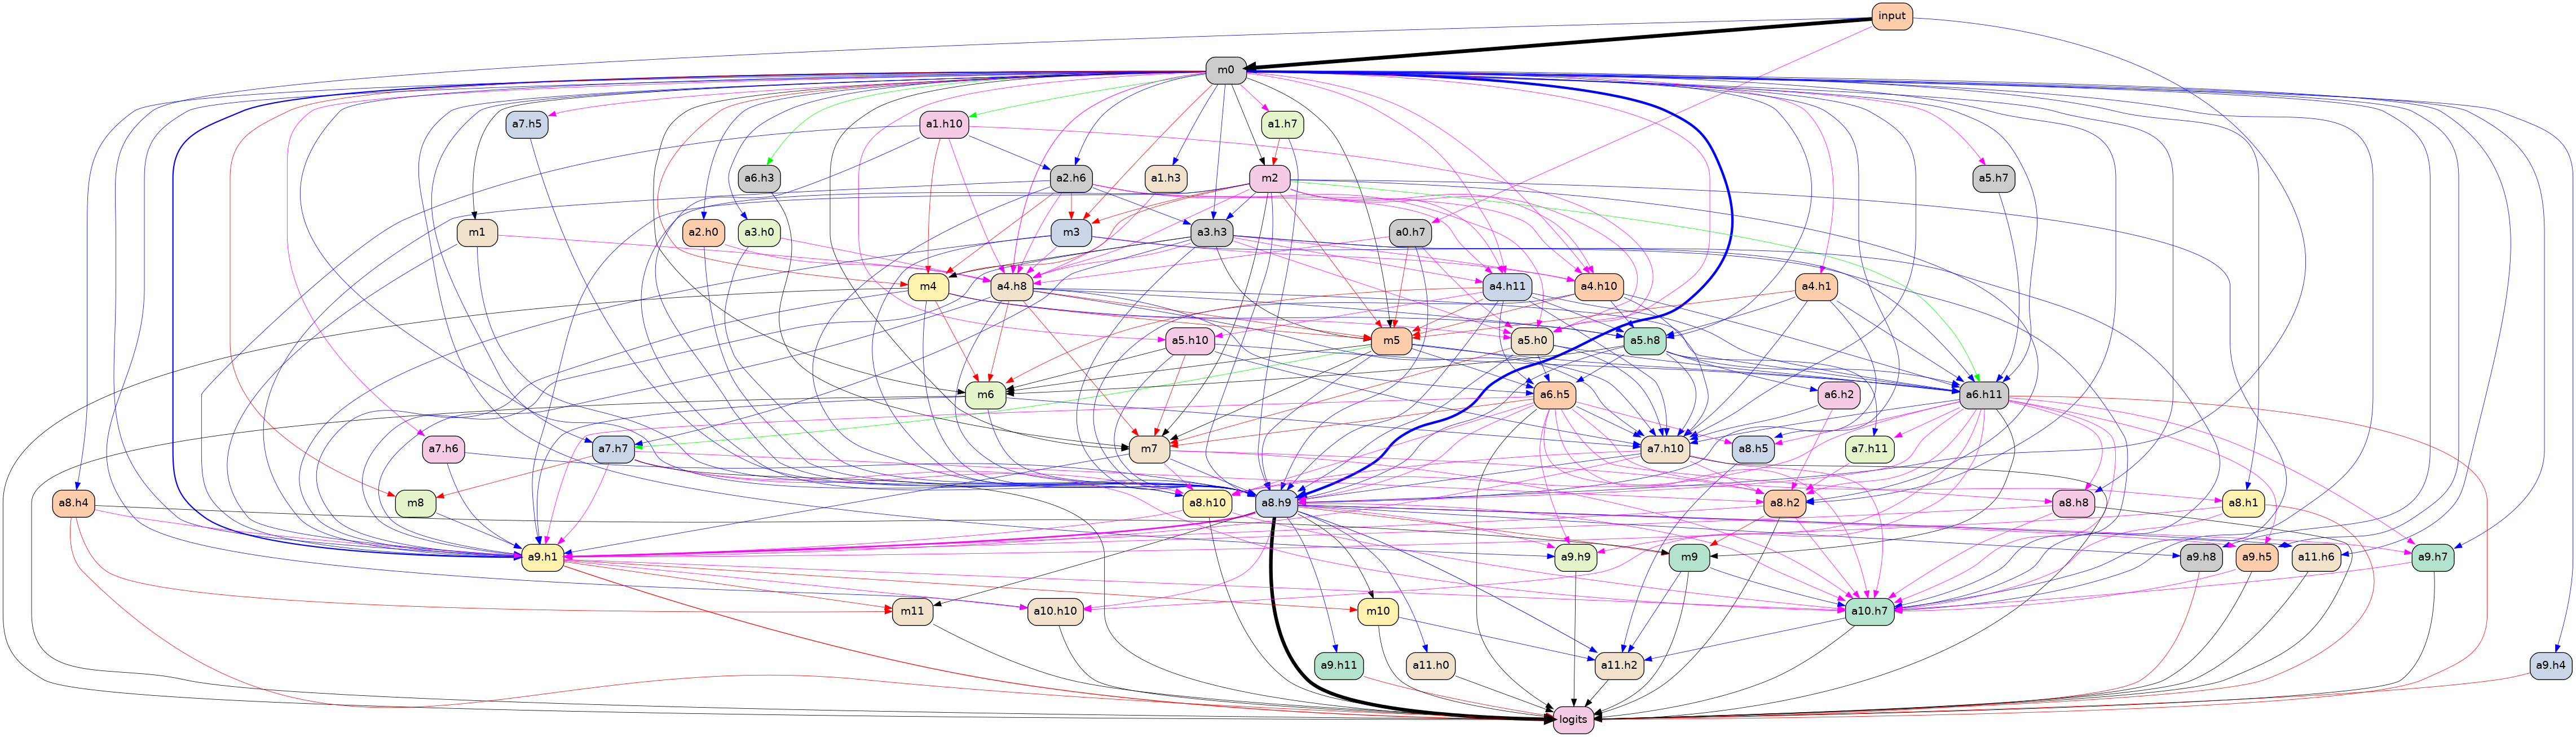 input
m0
a7.h5 a1.h10 a1.h7
a6.h3 a2.h6 a1.h3 m2 a5.h7
m1 a2.h0 a3.h0 m3 a3.h3 a0.h7
m4 a4.h8 a4.h11 a4.h10 a4.h1
a5.h10 m5 a5.h0 a5.h8
m6 a6.h5 a6.h2 a6.h11
a7.h6 a7.h7 m7 a7.h10 a8.h5 a7.h11
a8.h4 m8 a8.h10 a8.h9 a8.h2 a8.h8 a8.h1
a9.h1 a9.h9 m9 a9.h8 a9.h5 a11.h6 a9.h7
m11 a10.h10 m10 a10.h7
a9.h11 a11.h0 a11.h2 a9.h4
logits